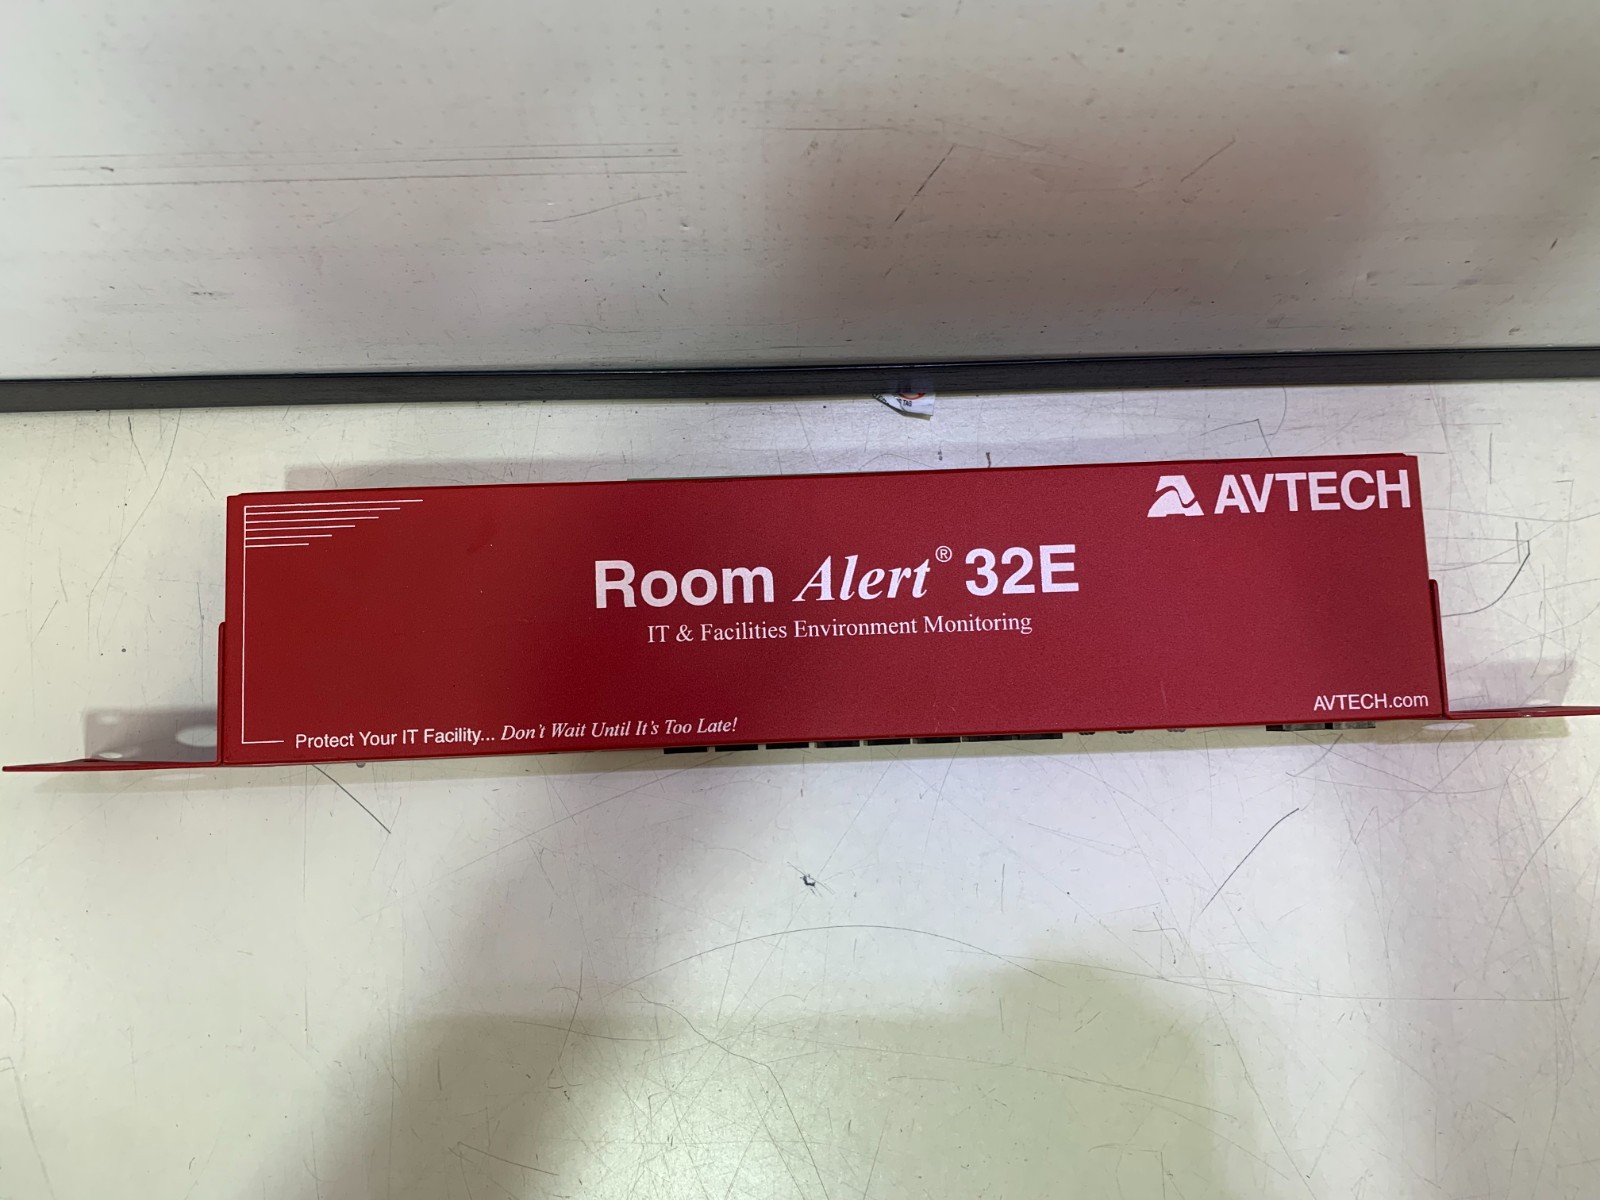 AVTECH
Room Alert® 32E
IT & Facilities Environment Monitoring
AVTECH.com
Protect Your IT Facility... Don't Wait Until It's Too Late!
TAG